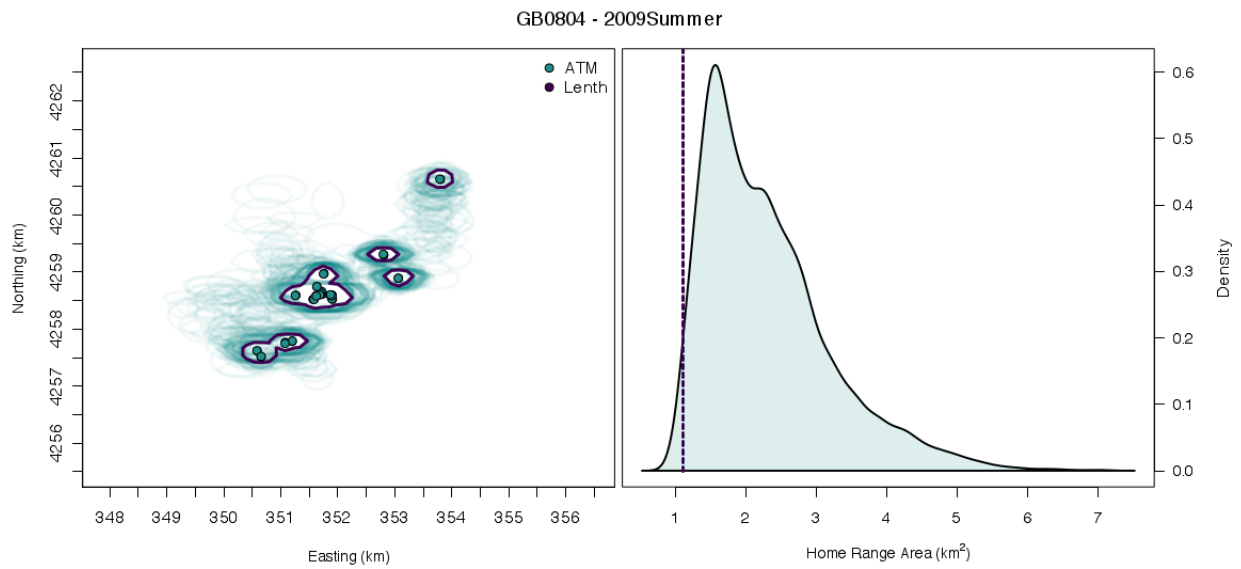 GB0804 - 2009Summer
ATM
Lenth
Northing (km)
4262
4261
4260
4259
4258
4257
4256
348 349 350 351 352 353 354 355 356
Easting (km)
0.6
0.5
0.4
0.3
0.2
0.1
0.0
Density
1 2 3 4 5 6 7
Home Range Area (km²)